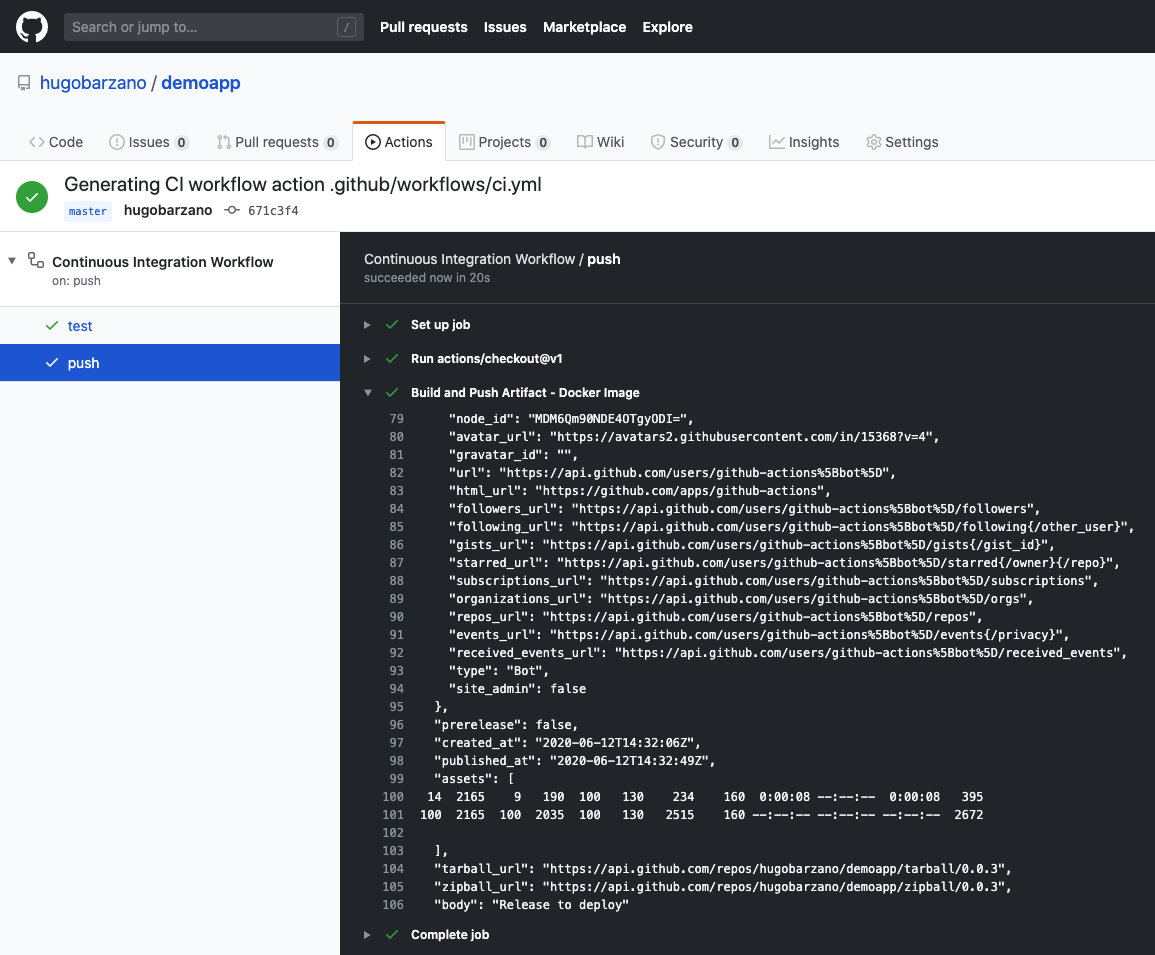 Search or jump to... /
Pull requests Issues Marketplace Explore
hugobarzano / demoapp
Code Issues 0 Pull requests 0 Actions Projects 0 Wiki Security 0 Insights Settings
Generating CI workflow action .github/workflows/ci.yml
master hugobarzano 671c3f4
Continuous Integration Workflow
on: push
test
push
Continuous Integration Workflow / push
succeeded now in 20s
Set up job
Run actions/checkout@v1
Build and Push Artifact - Docker Image
79 "node_id": "MDM6Qm90NDE4OTgyODI=",
80 "avatar_url": "https://avatars2.githubusercontent.com/in/15368?v=4",
81 "gravatar_id": "",
82 "url": "https://api.github.com/users/github-actions%5Bbot%5D",
83 "html_url": "https://github.com/apps/github-actions",
84 "followers_url": "https://api.github.com/users/github-actions%5Bbot%5D/followers",
85 "following_url": "https://api.github.com/users/github-actions%5Bbot%5D/following{/other_user}",
86 "gists_url": "https://api.github.com/users/github-actions%5Bbot%5D/gists{/gist_id}",
87 "starred_url": "https://api.github.com/users/github-actions%5Bbot%5D/starred{/owner}{/repo}",
88 "subscriptions_url": "https://api.github.com/users/github-actions%5Bbot%5D/subscriptions",
89 "organizations_url": "https://api.github.com/users/github-actions%5Bbot%5D/orgs",
90 "repos_url": "https://api.github.com/users/github-actions%5Bbot%5D/repos",
91 "events_url": "https://api.github.com/users/github-actions%5Bbot%5D/events{/privacy}",
92 "received_events_url": "https://api.github.com/users/github-actions%5Bbot%5D/received_events",
93 "type": "Bot",
94 "site_admin": false
95 },
96 "prerelease": false,
97 "created_at": "2020-06-12T14:32:06Z",
98 "published_at": "2020-06-12T14:32:49Z",
99 "assets": [
100 14 2165 9 190 100 130 234 160 0:00:08 --:--:-- 0:00:08 395
101 100 2165 100 2035 100 130 2515 160 --:--:-- --:--:-- --:--:-- 2672
102
103 ],
104 "tarball_url": "https://api.github.com/repos/hugobarzano/demoapp/tarball/0.0.3",
105 "zipball_url": "https://api.github.com/repos/hugobarzano/demoapp/zipball/0.0.3",
106 "body": "Release to deploy"
Complete job